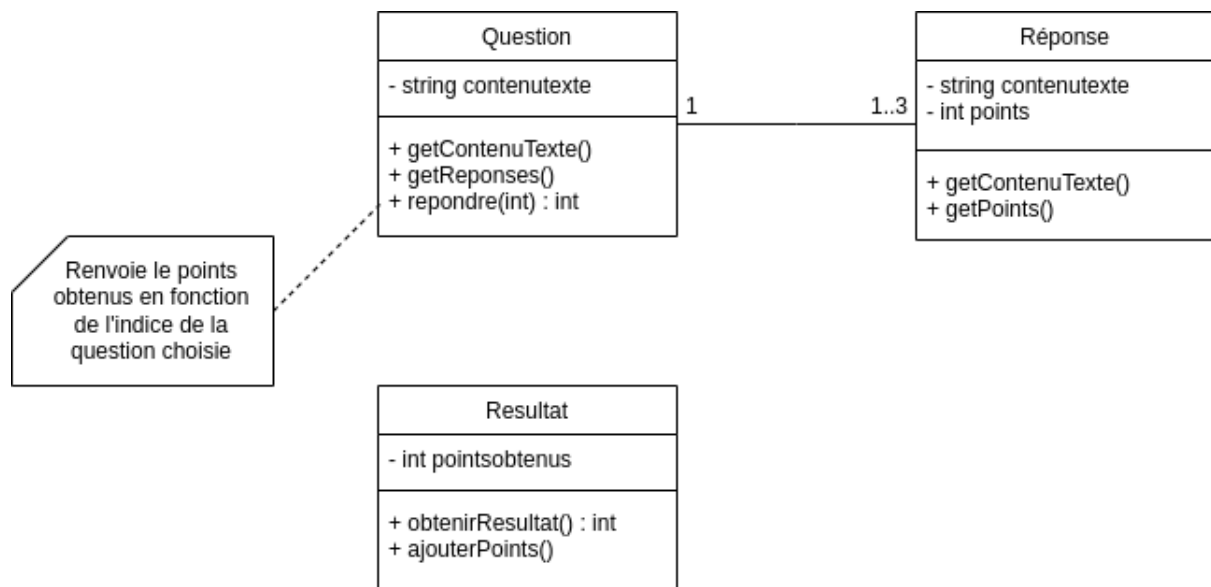 Question
- string contenutexte
+ getContenuTexte()
+ getReponses()
+ repondre(int) : int
1
1..3
Réponse
- string contenutexte
- int points
+ getContenuTexte()
+ getPoints()
Renvoie le points
obtenus en fonction
de l'indice de la
question choisie
Resultat
- int pointsobtenus
+ obtenirResultat() : int
+ ajouterPoints()